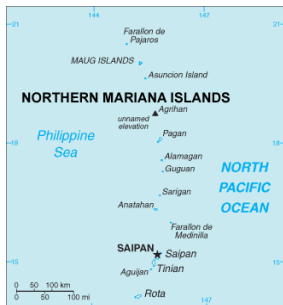 144
147
21
21
Farallon de
Pajaros
MAUG ISLANDS
Asuncion Island
NORTHERN MARIANA ISLANDS
Agrihan
unnamed
elevation
Philippine
Sea
Pagan
18
18
Alamagan
Guguan
NORTH
PACIFIC
OCEAN
Sarigan
Anatahan
Farallon de
Medinilla
SAIPAN
Saipan
15
15
Tinian
Aguijan
0 50 100 km
0 50 100 mi
Rota
147